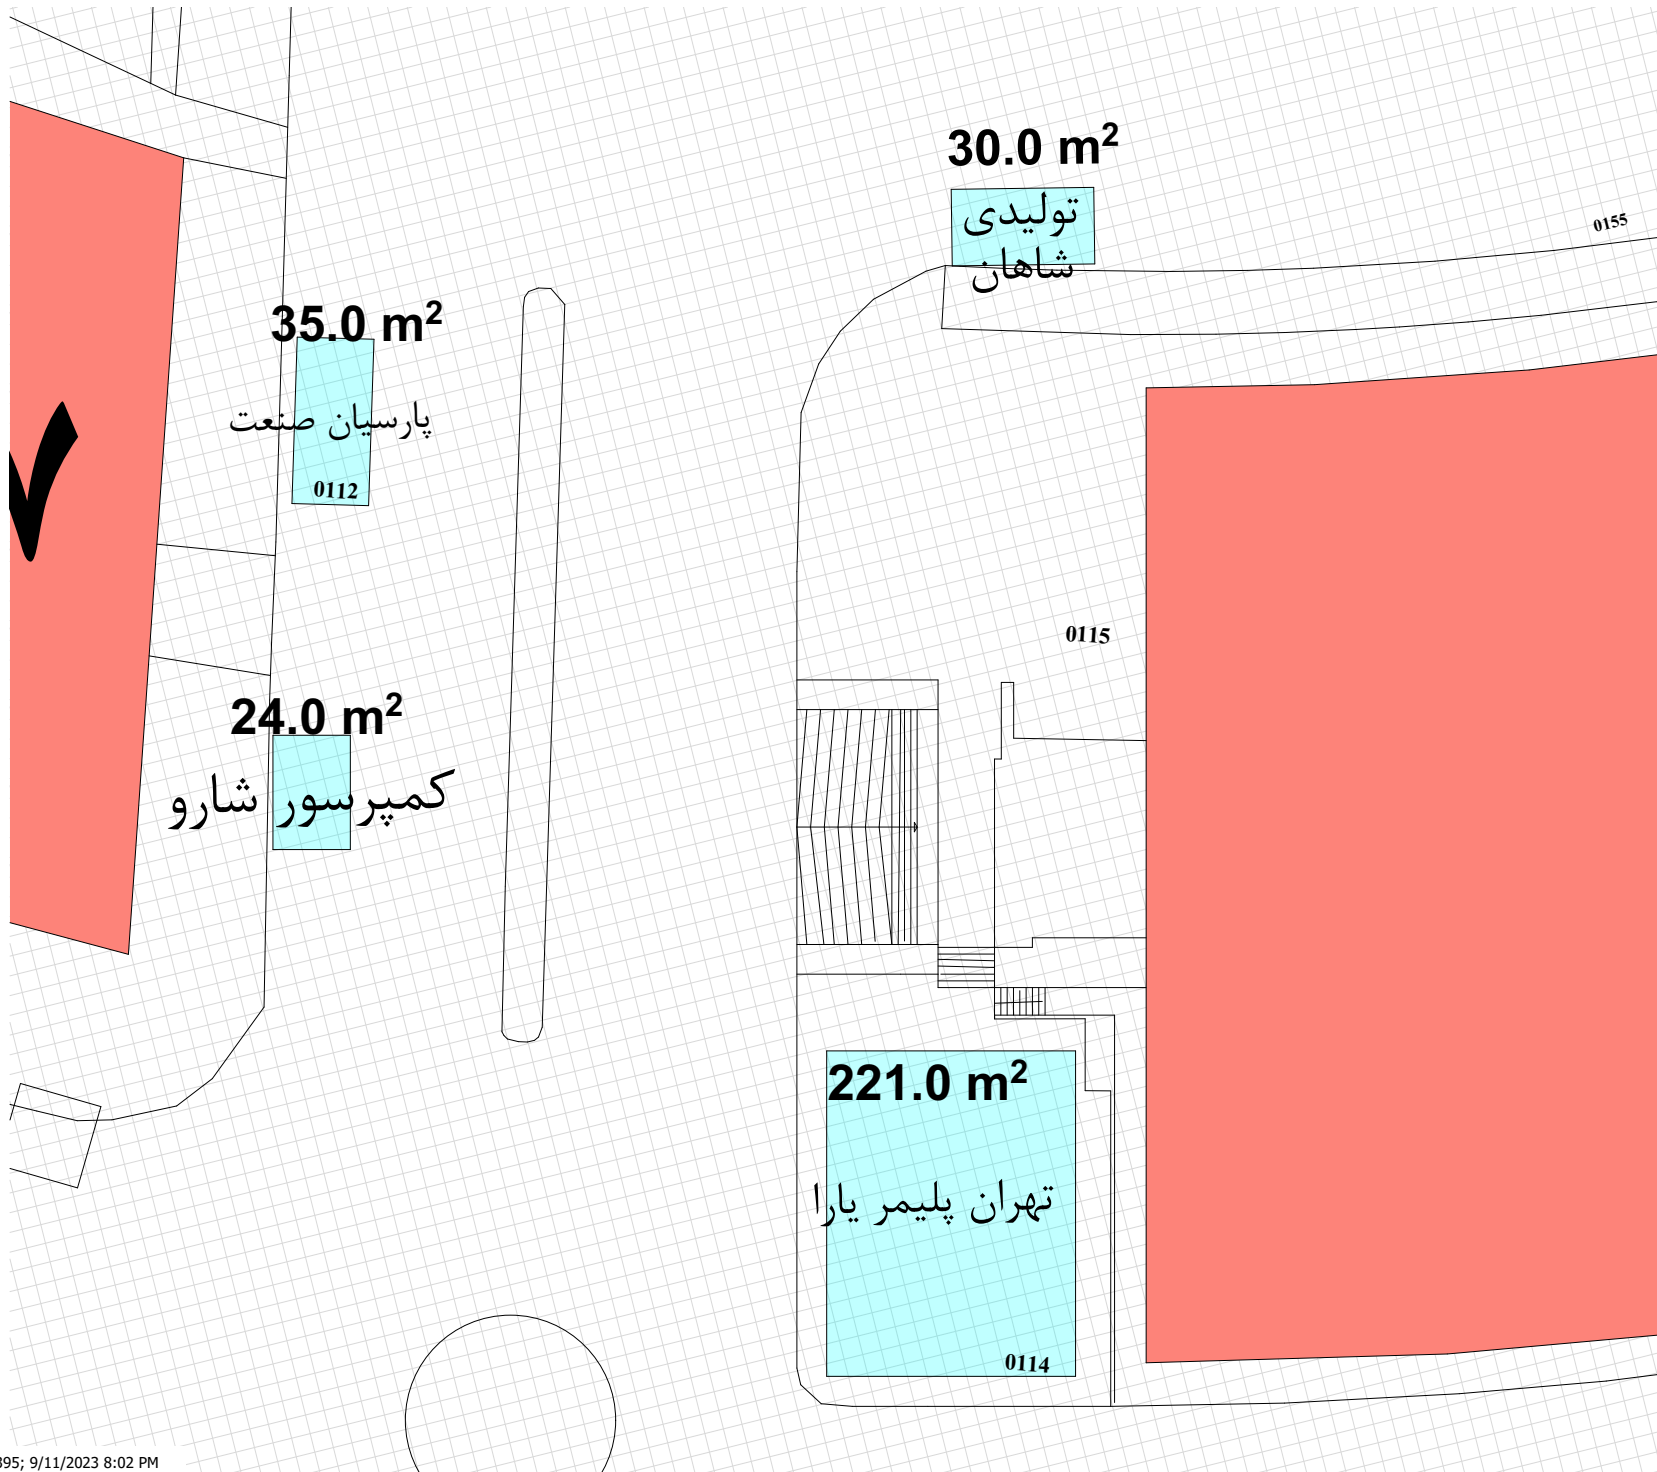 30.0 m²
تولیدی
شاهان
0155
35.0 m²
پارسیان صنعت
0112
۷
0115
24.0 m²
کمپرسور شارو
221.0 m²
تهران پلیمر یارا
0114
395; 9/11/2023 8:02 PM